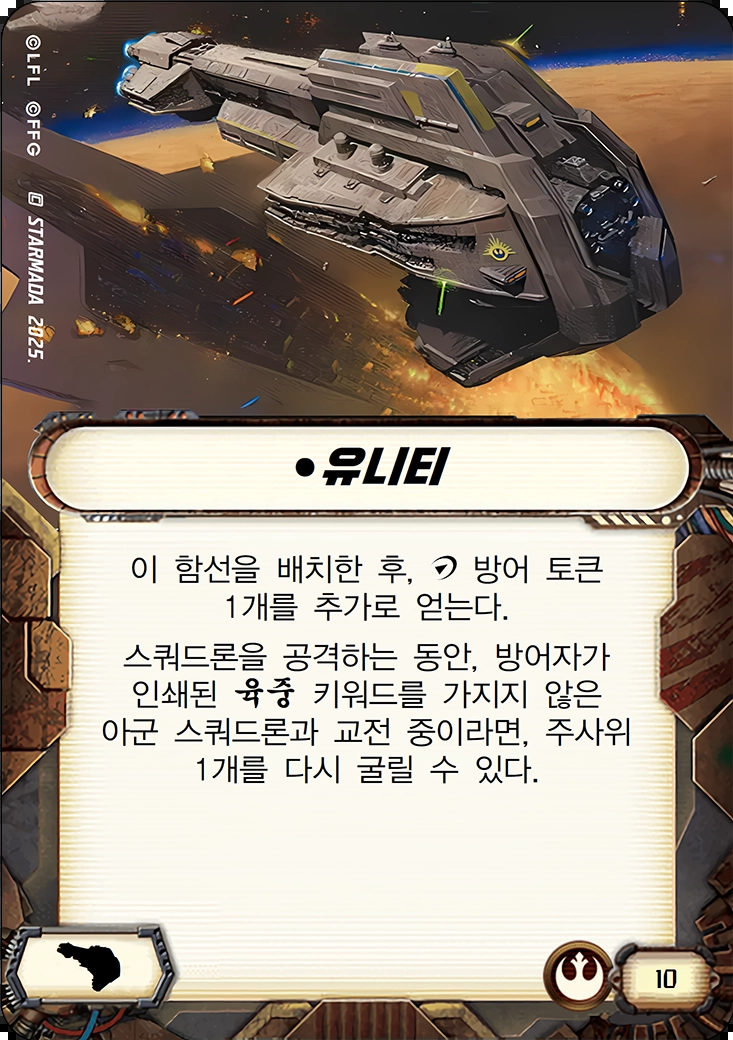 ©LFL ©FFG STARMADA 2025.
•유니티
이 함선을 배치한 후, 방어 토큰
1개를 추가로 얻는다.
스쿼드론을 공격하는 동안, 방어자가
인쇄된 육중 키워드를 가지지 않은
아군 스쿼드론과 교전 중이라면, 주사위
1개를 다시 굴릴 수 있다.
10